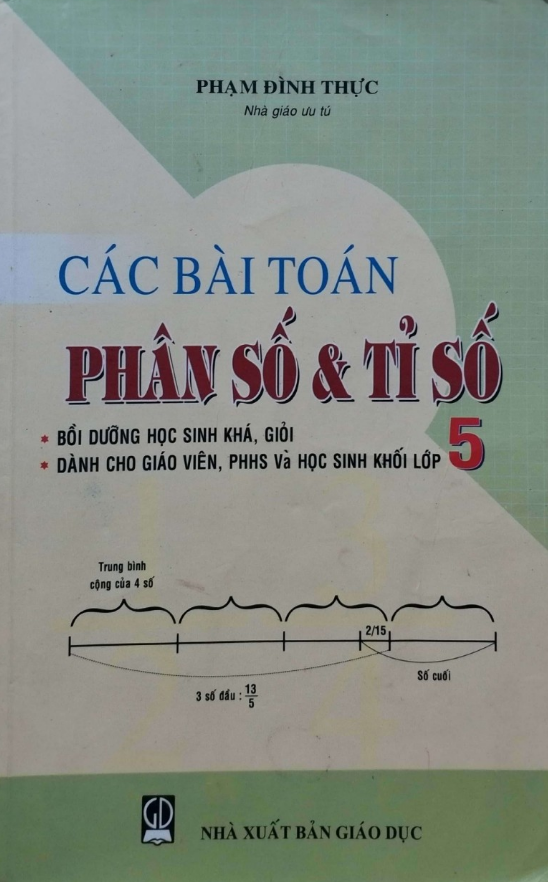 PHẠM ĐÌNH THỰC
Nhà giáo ưu tú
CÁC BÀI TOÁN
PHÂN SỐ & TỈ SỐ
* BỒI DƯỠNG HỌC SINH KHÁ, GIỎI
* DÀNH CHO GIÁO VIÊN, PHHS Và HỌC SINH KHỐI LỚP 5
Trung bình
cộng của 4 số
2/15
Số cuối
3 số đầu : 13/5
GD
NHÀ XUẤT BẢN GIÁO DỤC